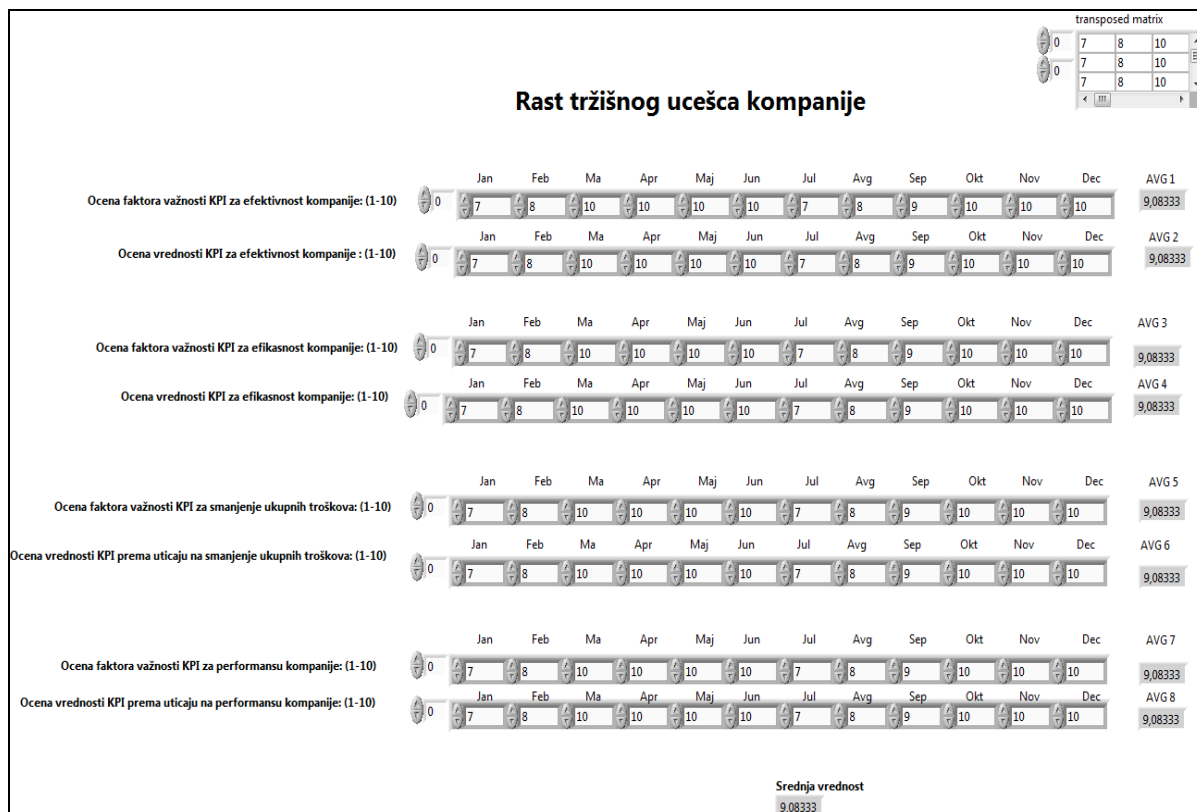 transposed matrix
0 7 8 10
0 7 8 10
7 8 10
Rast tržišnog ucešca kompanije
Jan Feb Ma Apr Maj Jun Jul Avg Sep Okt Nov Dec AVG 1
Ocena faktora važnosti KPI za efektivnost kompanije: (1-10) 0 7 8 10 10 10 10 7 8 9 10 10 10 9,08333
Jan Feb Ma Apr Maj Jun Jul Avg Sep Okt Nov Dec AVG 2
Ocena vrednosti KPI za efektivnost kompanije : (1-10) 0 7 8 10 10 10 10 7 8 9 10 10 10 9,08333
Jan Feb Ma Apr Maj Jun Jul Avg Sep Okt Nov Dec AVG 3
Ocena faktora važnosti KPI za efikasnost kompanije: (1-10) 0 7 8 10 10 10 10 7 8 9 10 10 10 9,08333
Jan Feb Ma Apr Maj Jun Jul Avg Sep Okt Nov Dec AVG 4
Ocena vrednosti KPI za efikasnost kompanije: (1-10) 0 7 8 10 10 10 10 7 8 9 10 10 10 9,08333
Jan Feb Ma Apr Maj Jun Jul Avg Sep Okt Nov Dec AVG 5
Ocena faktora važnosti KPI za smanjenje ukupnih troškova: (1-10) 0 7 8 10 10 10 10 7 8 9 10 10 10 9,08333
Jan Feb Ma Apr Maj Jun Jul Avg Sep Okt Nov Dec AVG 6
Ocena vrednosti KPI prema uticaju na smanjenje ukupnih troškova: (1-10) 0 7 8 10 10 10 10 7 8 9 10 10 10 9,08333
Jan Feb Ma Apr Maj Jun Jul Avg Sep Okt Nov Dec AVG 7
Ocena faktora važnosti KPI za performansu kompanije: (1-10) 0 7 8 10 10 10 10 7 8 9 10 10 10 9,08333
Jan Feb Ma Apr Maj Jun Jul Avg Sep Okt Nov Dec AVG 8
Ocena vrednosti KPI prema uticaju na performansu kompanije: (1-10) 0 7 8 10 10 10 10 7 8 9 10 10 10 9,08333
Srednja vrednost
9,08333